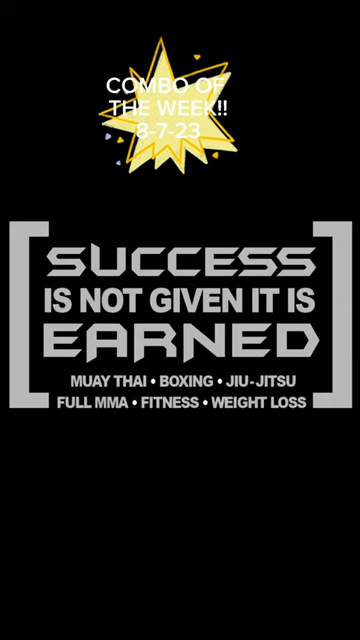 COMBO OF
THE WEEK!!
8-7-23
SUCCESS
IS NOT GIVEN IT IS
EARNED
MUAY THAI • BOXING • JIU-JITSU
FULL MMA • FITNESS • WEIGHT LOSS